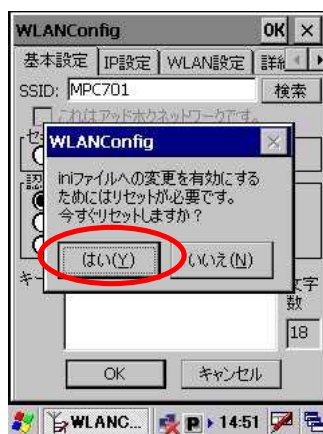 WLANConfig OK ×
基本設定 IP設定 WLAN設定 詳細
SSID: MPC701 検索
これはアッドホクネットワークです。
WLANConfig
iniファイルへの変更を有効にする
ためにはリセットが必要です。
今すぐリセットしますか？
はい(Y) いいえ(N)
キー
文字
数
18
OK キャンセル
WLANC... P 14:51